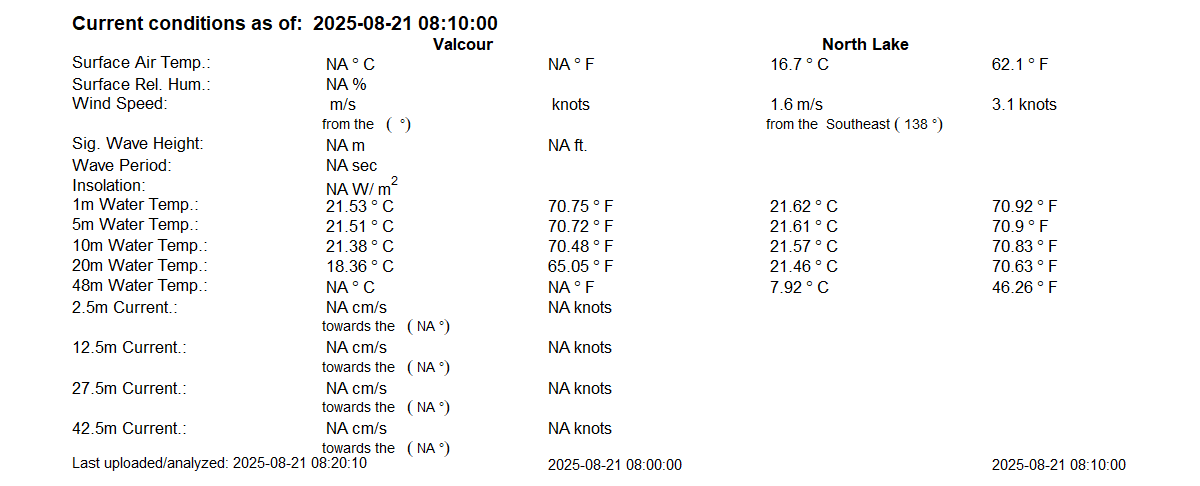 Current conditions as of: 2025-08-21 08:10:00
Valcour North Lake
Surface Air Temp.: NA ° C NA ° F 16.7 ° C 62.1 ° F
Surface Rel. Hum.: NA %
Wind Speed: m/s knots 1.6 m/s 3.1 knots
from the ( °) from the Southeast ( 138 °)
Sig. Wave Height: NA m NA ft.
Wave Period: NA sec
Insolation: NA W/ m²
1m Water Temp.: 21.53 ° C 70.75 ° F 21.62 ° C 70.92 ° F
5m Water Temp.: 21.51 ° C 70.72 ° F 21.61 ° C 70.9 ° F
10m Water Temp.: 21.38 ° C 70.48 ° F 21.57 ° C 70.83 ° F
20m Water Temp.: 18.36 ° C 65.05 ° F 21.46 ° C 70.63 ° F
48m Water Temp.: NA ° C NA ° F 7.92 ° C 46.26 ° F
2.5m Current.: NA cm/s NA knots
towards the ( NA °)
12.5m Current.: NA cm/s NA knots
towards the ( NA °)
27.5m Current.: NA cm/s NA knots
towards the ( NA °)
42.5m Current.: NA cm/s NA knots
towards the ( NA °)
Last uploaded/analyzed: 2025-08-21 08:20:10 2025-08-21 08:00:00 2025-08-21 08:10:00